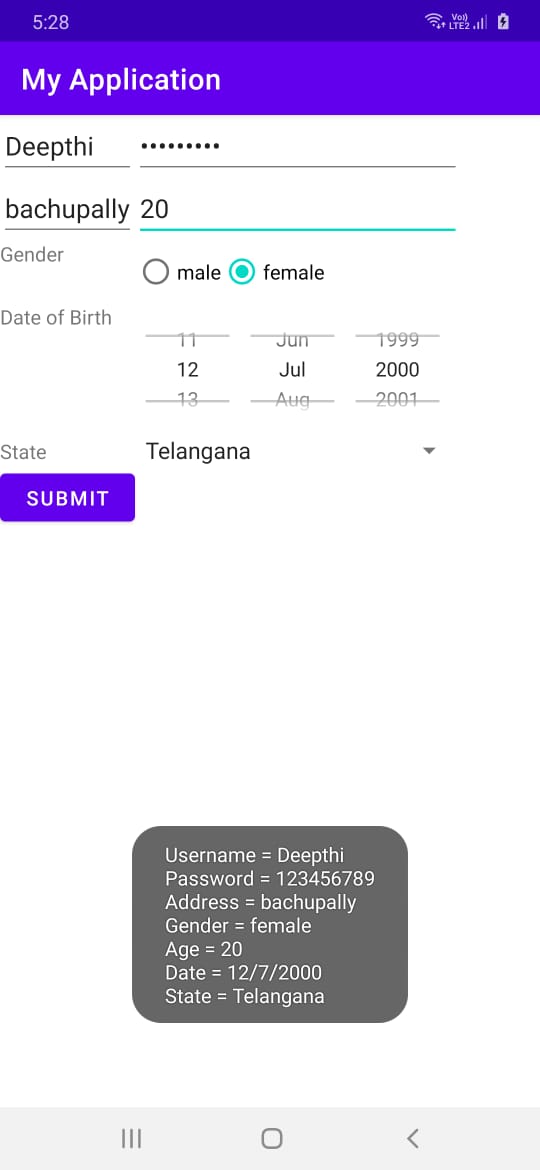 5:28 Vo)) LTE2
My Application
Deepthi •••••••••
bachupally 20
Gender male female
Date of Birth
11 Jun 1999
12 Jul 2000
13 Aug 2001
State Telangana
SUBMIT
Username = Deepthi
Password = 123456789
Address = bachupally
Gender = female
Age = 20
Date = 12/7/2000
State = Telangana